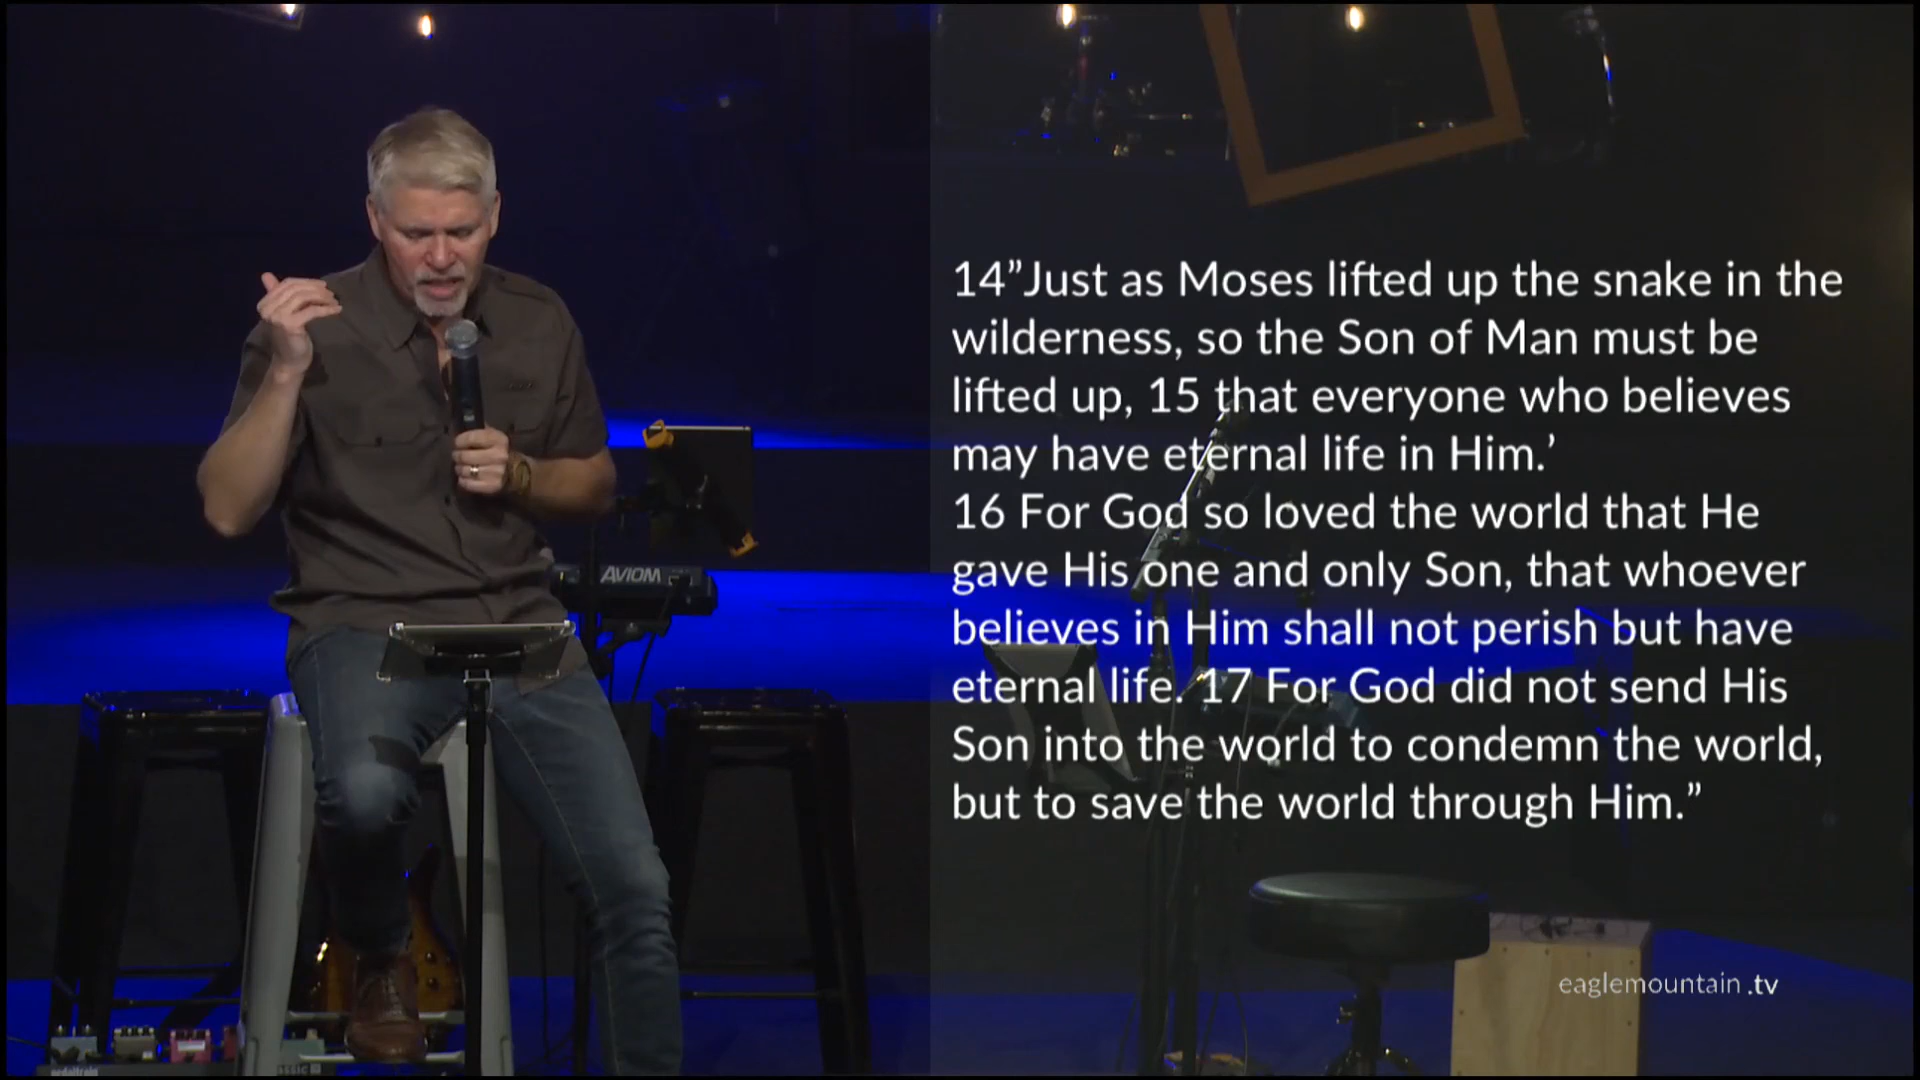 14”Just as Moses lifted up the snake in the
wilderness, so the Son of Man must be
lifted up, 15 that everyone who believes
may have eternal life in Him.’
16 For God so loved the world that He
gave His one and only Son, that whoever
believes in Him shall not perish but have
eternal life. 17 For God did not send His
Son into the world to condemn the world,
but to save the world through Him.”
AVIOM
eaglemountain.tv
pedaltrain